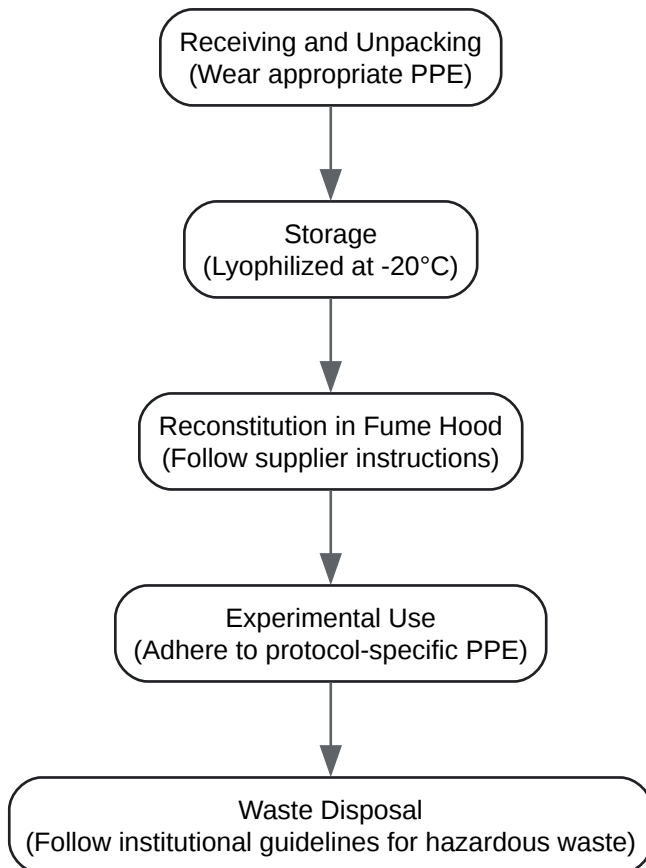 Receiving and Unpacking
(Wear appropriate PPE)
Storage
(Lyophilized at -20°C)
Reconstitution in Fume Hood
(Follow supplier instructions)
Experimental Use
(Adhere to protocol-specific PPE)
Waste Disposal
(Follow institutional guidelines for hazardous waste)